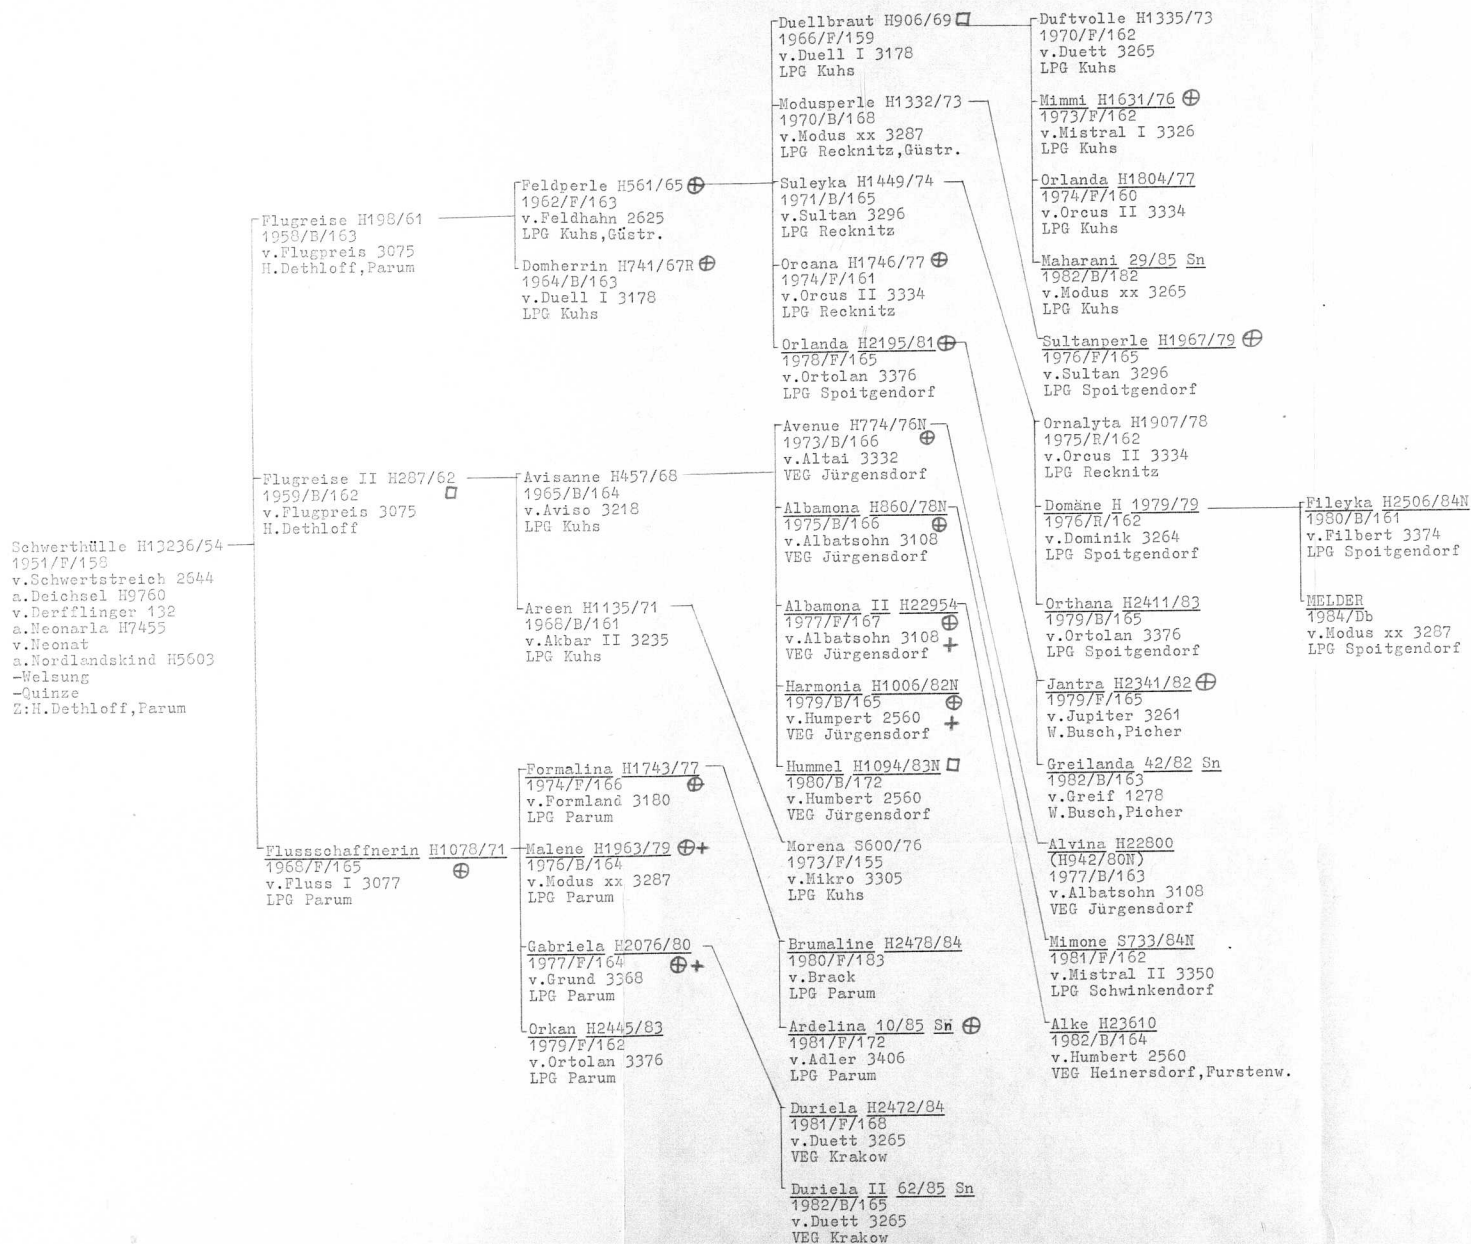 Schwerthülle H13236/54
1951/F/158
v.Schwertstreich 2644
a.Deichsel H9760
v.Derfflinger 132
a.Neonarla H7455
v.Neonat
a.Nordlandskind H5603
-Welsung
-Quinze
Z:H.Dethloff,Parum
Flugreise H198/61
1958/B/163
v.Flugpreis 3075
H.Dethloff,Parum
Flugreise II H287/62
1959/B/162
v.Flugpreis 3075
H.Dethloff
Flussschaffnerin H1078/71
1968/F/165
v.Fluss I 3077
LPG Parum
Feldperle H561/65
1962/F/163
v.Feldhahn 2625
LPG Kuhs,Güstr.
Domherrin H741/67R
1964/B/163
v.Duell I 3178
LPG Kuhs
Avisanne H457/68
1965/B/164
v.Aviso 3218
LPG Kuhs
Areen H1135/71
1968/B/161
v.Akbar II 3235
LPG Kuhs
Formalina H1743/77
1974/F/166
v.Formland 3180
LPG Parum
Malene H1963/79
1976/B/164
v.Modus xx 3287
LPG Parum
Gabriela H2076/80
1977/F/164
v.Grund 3368
LPG Parum
Orkan H2445/83
1979/F/162
v.Ortolan 3376
LPG Parum
Duellbraut H906/69
1966/F/159
v.Duell I 3178
LPG Kuhs
Modusperle H1332/73
1970/B/168
v.Modus xx 3287
LPG Recknitz,Güstr.
Suleyka H1449/74
1971/B/165
v.Sultan 3296
LPG Recknitz
Orcana H1746/77
1974/F/161
v.Orcus II 3334
LPG Recknitz
Orlanda H2195/81
1978/F/165
v.Ortolan 3376
LPG Spoitgendorf
Avenue H774/76N
1973/B/166
v.Altai 3332
VEG Jürgensdorf
Albamona H860/78N
1975/B/166
v.Albatsohn 3108
VEG Jürgensdorf
Albamona II H22954
1977/F/167
v.Albatsohn 3108
VEG Jürgensdorf
Harmonia H1006/82N
1979/B/165
v.Humpert 2560
VEG Jürgensdorf
Hummel H1094/83N
1980/B/172
v.Humbert 2560
VEG Jürgensdorf
Morena S600/76
1973/F/155
v.Mikro 3305
LPG Kuhs
Brumaline H2478/84
1980/F/183
v.Brack
LPG Parum
Ardelina 10/85 Sn
1981/F/172
v.Adler 3406
LPG Parum
Duriela H2472/84
1981/F/168
v.Duett 3265
VEG Krakow
Duriela II 62/85 Sn
1982/B/165
v.Duett 3265
VEG Krakow
Duftvolle H1335/73
1970/F/162
v.Duett 3265
LPG Kuhs
Mimmi H1631/76
1973/F/162
v.Mistral I 3326
LPG Kuhs
Orlanda H1804/77
1974/F/160
v.Orcus II 3334
LPG Kuhs
Maharani 29/85 Sn
1982/B/182
v.Modus xx 3265
LPG Kuhs
Sultanperle H1967/79
1976/F/165
v.Sultan 3296
LPG Spoitgendorf
Ornalyta H1907/78
1975/R/162
v.Orcus II 3334
LPG Recknitz
Domäne H 1979/79
1976/R/162
v.Dominik 3264
LPG Spoitgendorf
Orthana H2411/83
1979/B/165
v.Ortolan 3376
LPG Spoitgendorf
Jantra H2341/82
1979/F/165
v.Jupiter 3261
W.Busch,Picher
Greilanda 42/82 Sn
1982/B/163
v.Greif 1278
W.Busch,Picher
Alvina H22800
(H942/80N)
1977/B/163
v.Albatsohn 3108
VEG Jürgensdorf
Mimone S733/84N
1981/F/162
v.Mistral II 3350
LPG Schwinkendorf
Alke H23610
1982/B/164
v.Humbert 2560
VEG Heinersdorf,Furstenw.
Fileyka H2506/84N
1980/B/161
v.Filbert 3374
LPG Spoitgendorf
MELDER
1984/Db
v.Modus xx 3287
LPG Spoitgendorf